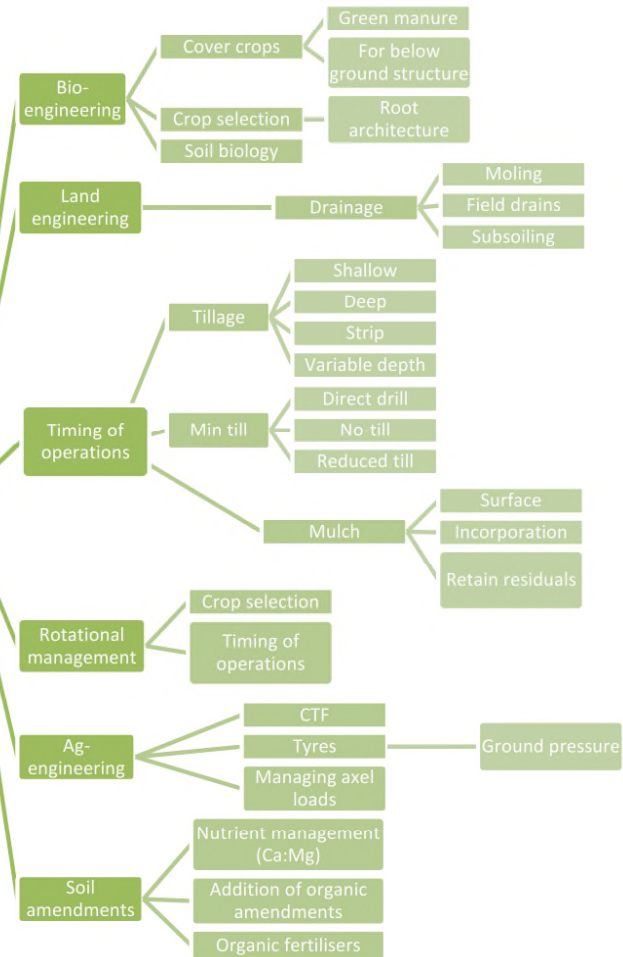 Bio-
engineering
Cover crops
Green manure
For below
ground structure
Crop selection
Root
architecture
Soil biology
Land
engineering
Drainage
Moling
Field drains
Subsoiling
Timing of
operations
Tillage
Shallow
Deep
Strip
Variable depth
Min till
Direct drill
No till
Reduced till
Mulch
Surface
Incorporation
Retain residuals
Rotational
management
Crop selection
Timing of
operations
Ag-
engineering
CTF
Tyres
Ground pressure
Managing axel
loads
Soil
amendments
Nutrient management
(Ca:Mg)
Addition of organic
amendments
Organic fertilisers